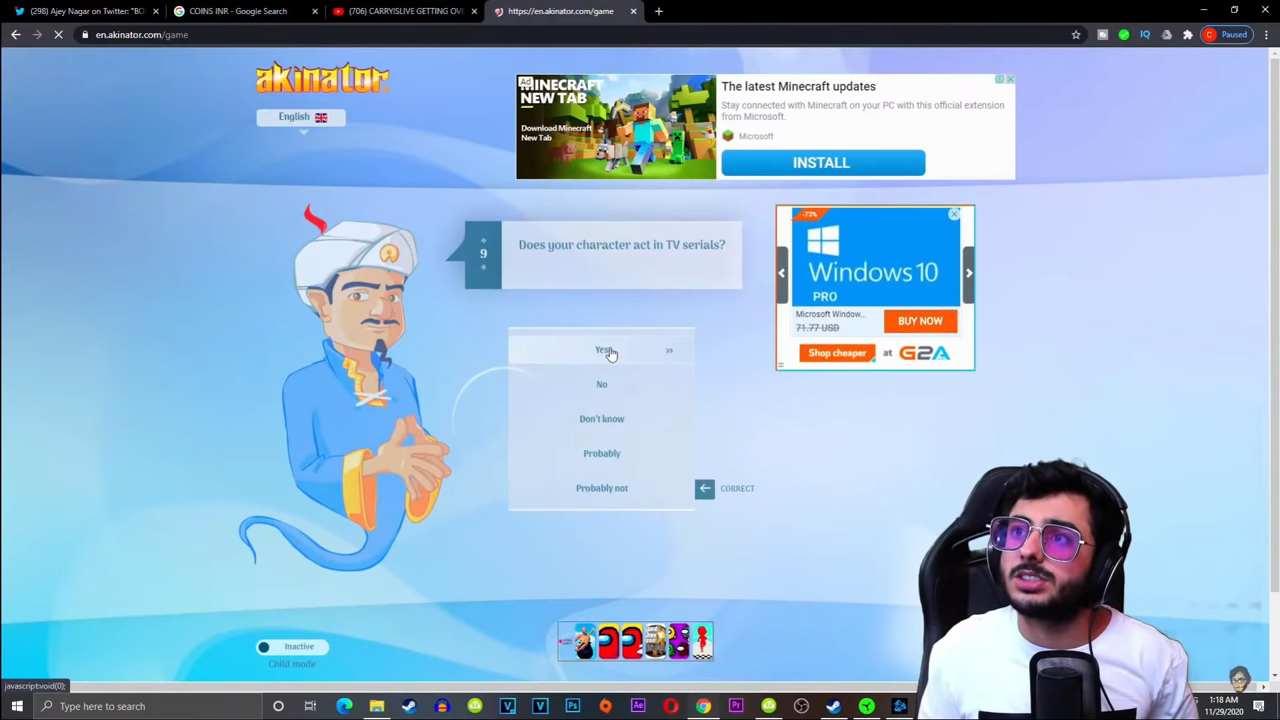 (298) Ajey Nagar on Twitter: "BO
COINS INR - Google Search
(706) CARRYISLIVE GETTING OV
https://en.akinator.com/game
en.akinator.com/game
Paused
akinator
English
Ad
MINECRAFT
NEW TAB
Download Minecraft
New Tab
The latest Minecraft updates
Stay connected with Minecraft on your PC with this official extension
from Microsoft.
Microsoft
INSTALL
9
Does your character act in TV serials?
Yes
No
Don't know
Probably
Probably not
CORRECT
-73%
Windows 10
PRO
Microsoft Window...
71.77 USD
BUY NOW
Shop cheaper
at G2A
Inactive
Child mode
javascript:void(0);
Type here to search
1:18 AM
11/29/2020